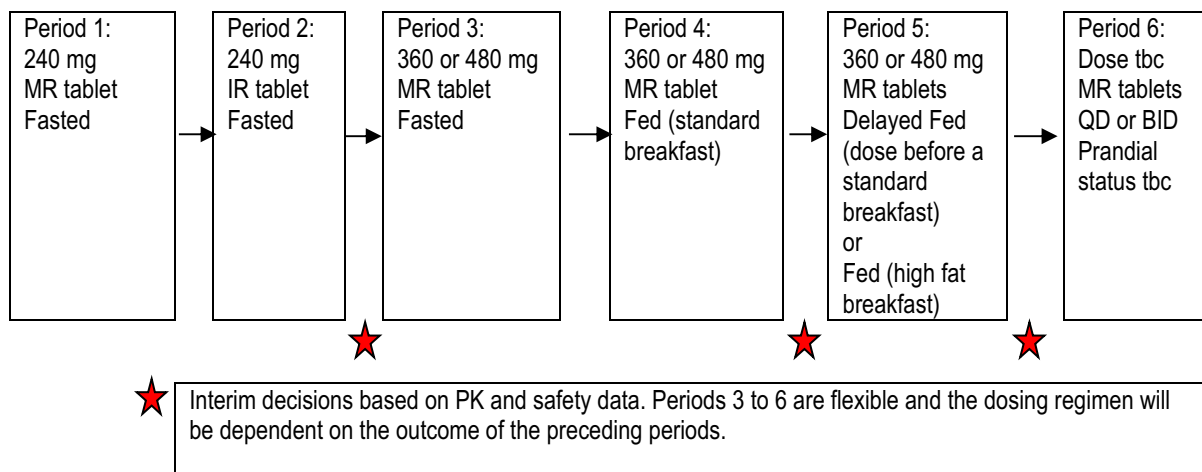 Period 1:
240 mg
MR tablet
Fasted
Period 2:
240 mg
IR tablet
Fasted
Period 3:
360 or 480 mg
MR tablet
Fasted
Period 4:
360 or 480 mg
MR tablet
Fed (standard
breakfast)
Period 5:
360 or 480 mg
MR tablets
Delayed Fed
(dose before a
standard
breakfast)
or
Fed (high fat
breakfast)
Period 6:
Dose tbc
MR tablets
QD or BID
Prandial
status tbc
Interim decisions based on PK and safety data. Periods 3 to 6 are flexible and the dosing regimen will
be dependent on the outcome of the preceding periods.